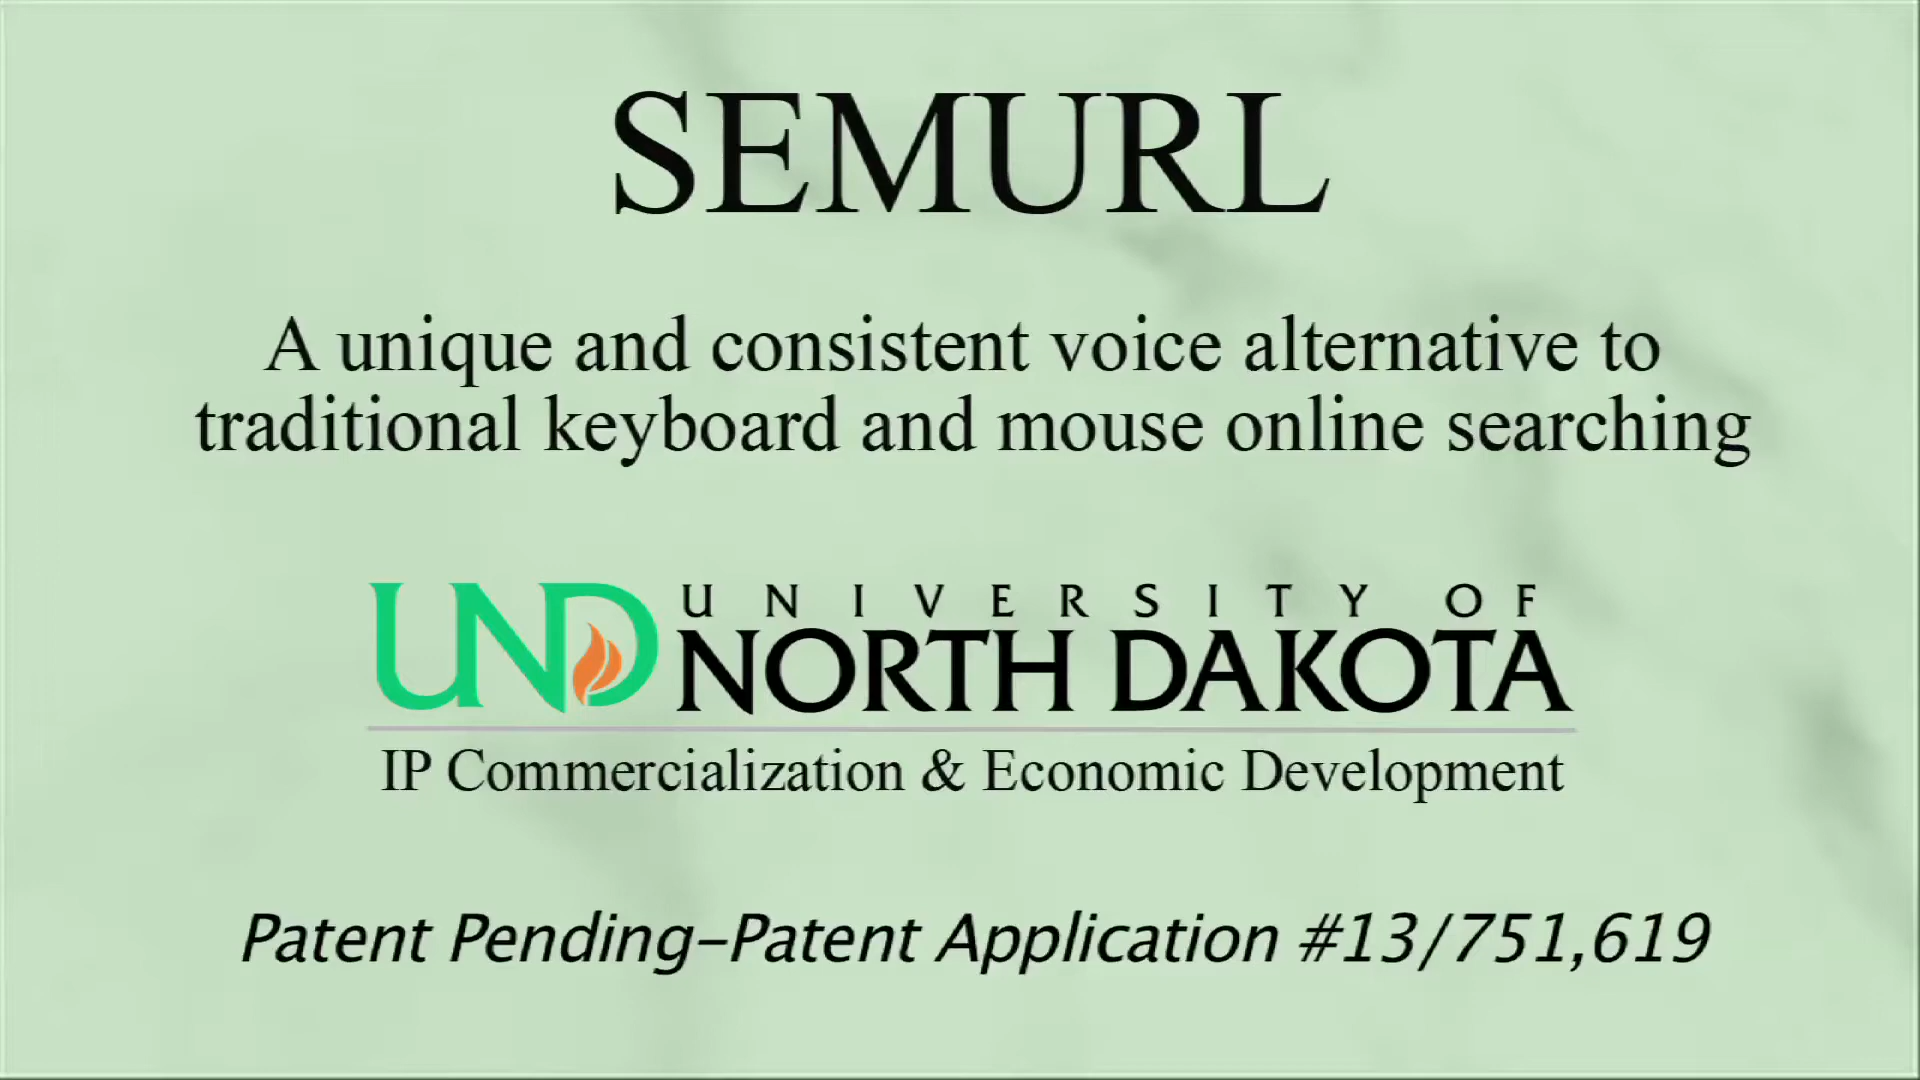 SEMURL
A unique and consistent voice alternative to
traditional keyboard and mouse online searching
UND UNIVERSITY OF
NORTH DAKOTA
IP Commercialization & Economic Development
Patent Pending–Patent Application #13/751,619